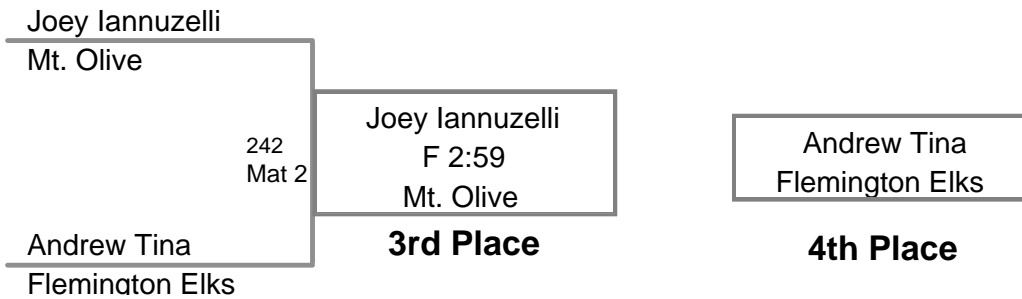 Joey Iannuzelli
Mt. Olive
242
Mat 2
Andrew Tina
Flemington Elks
Joey Iannuzelli
F 2:59
Mt. Olive
3rd Place
Andrew Tina
Flemington Elks
4th Place